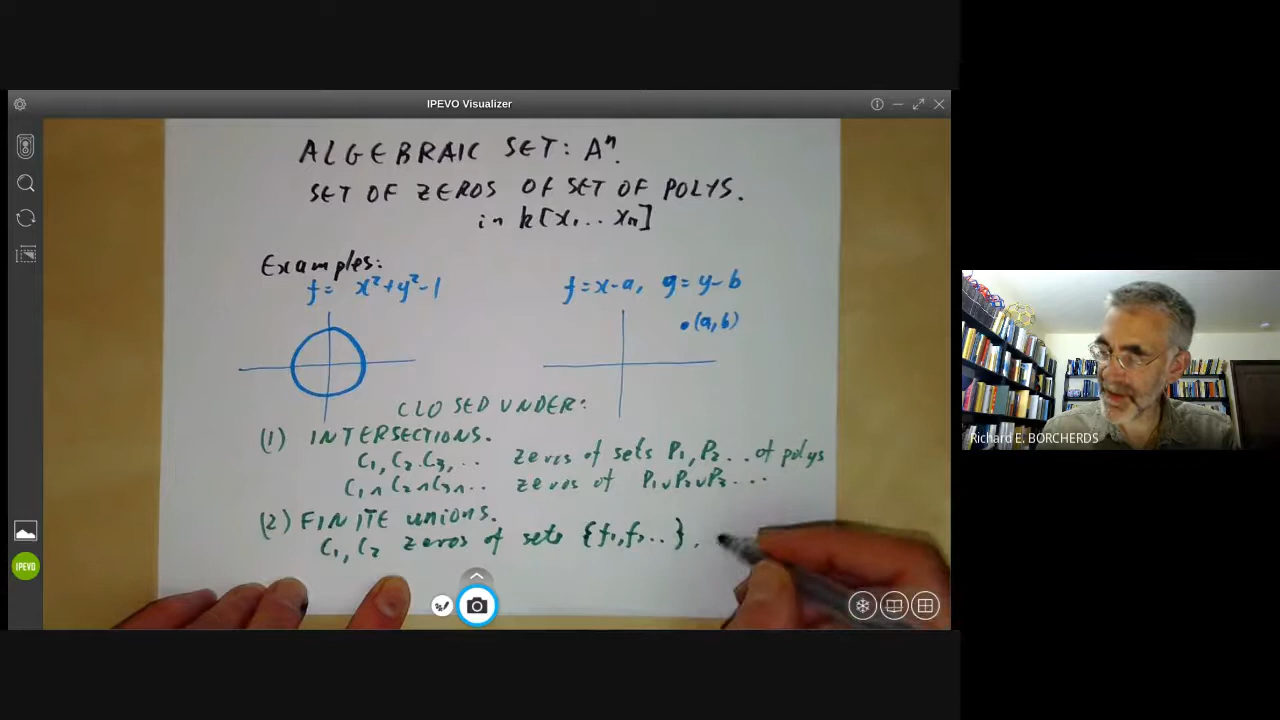 IPEVO Visualizer
ALGEBRAIC SET: Aⁿ.
SET OF ZEROS OF SET OF POLYS.
in k[x₁.. xₙ]
Examples:
f= x²+y²-1
f=x-a, g=y-b
•(a,b)
CLOSED UNDER:
(1) INTERSECTIONS.
C₁, C₂.C₃,.. zeros of sets P₁, P₂... of polys
C₁∩C₂∩C₃∩.. zeros of P₁∪P₂∪P₃...
(2) FINITE unions.
C₁, C₂ zeros of sets {f₁,f₂..},
IPEVO
Richard E. BORCHERDS